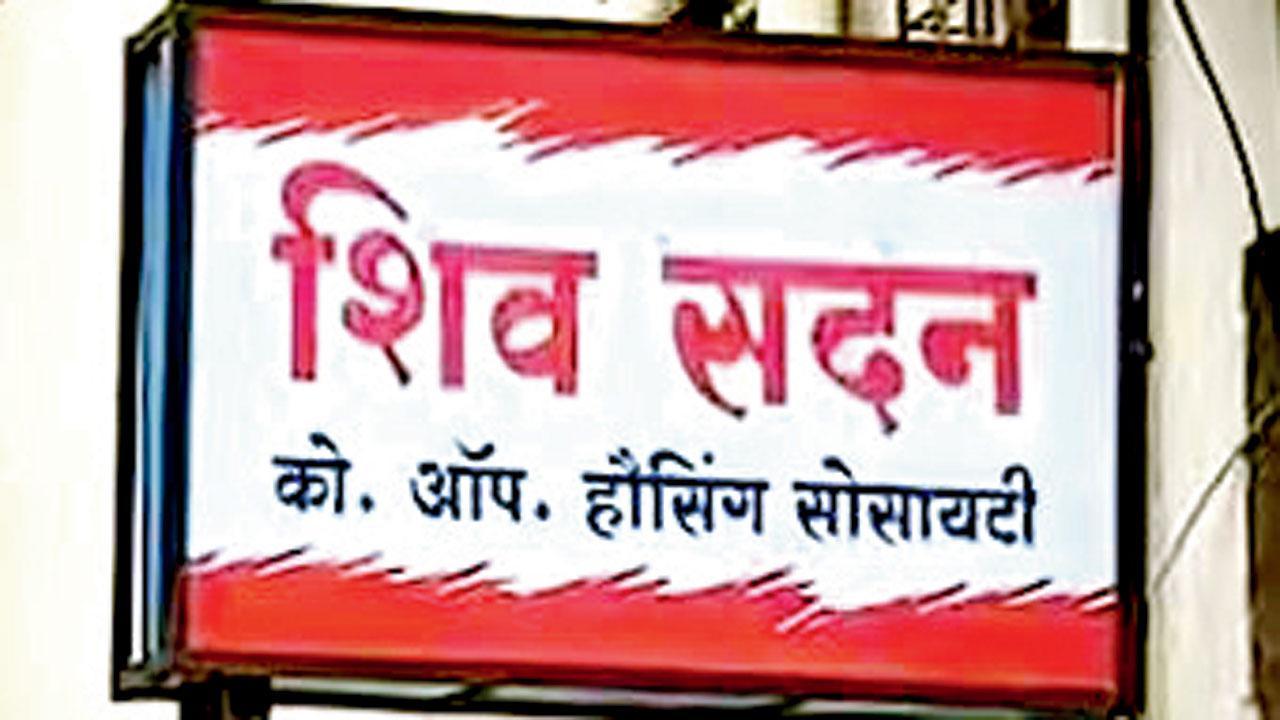 शिव सदन
को. ऑप. हौसिंग सोसायटी